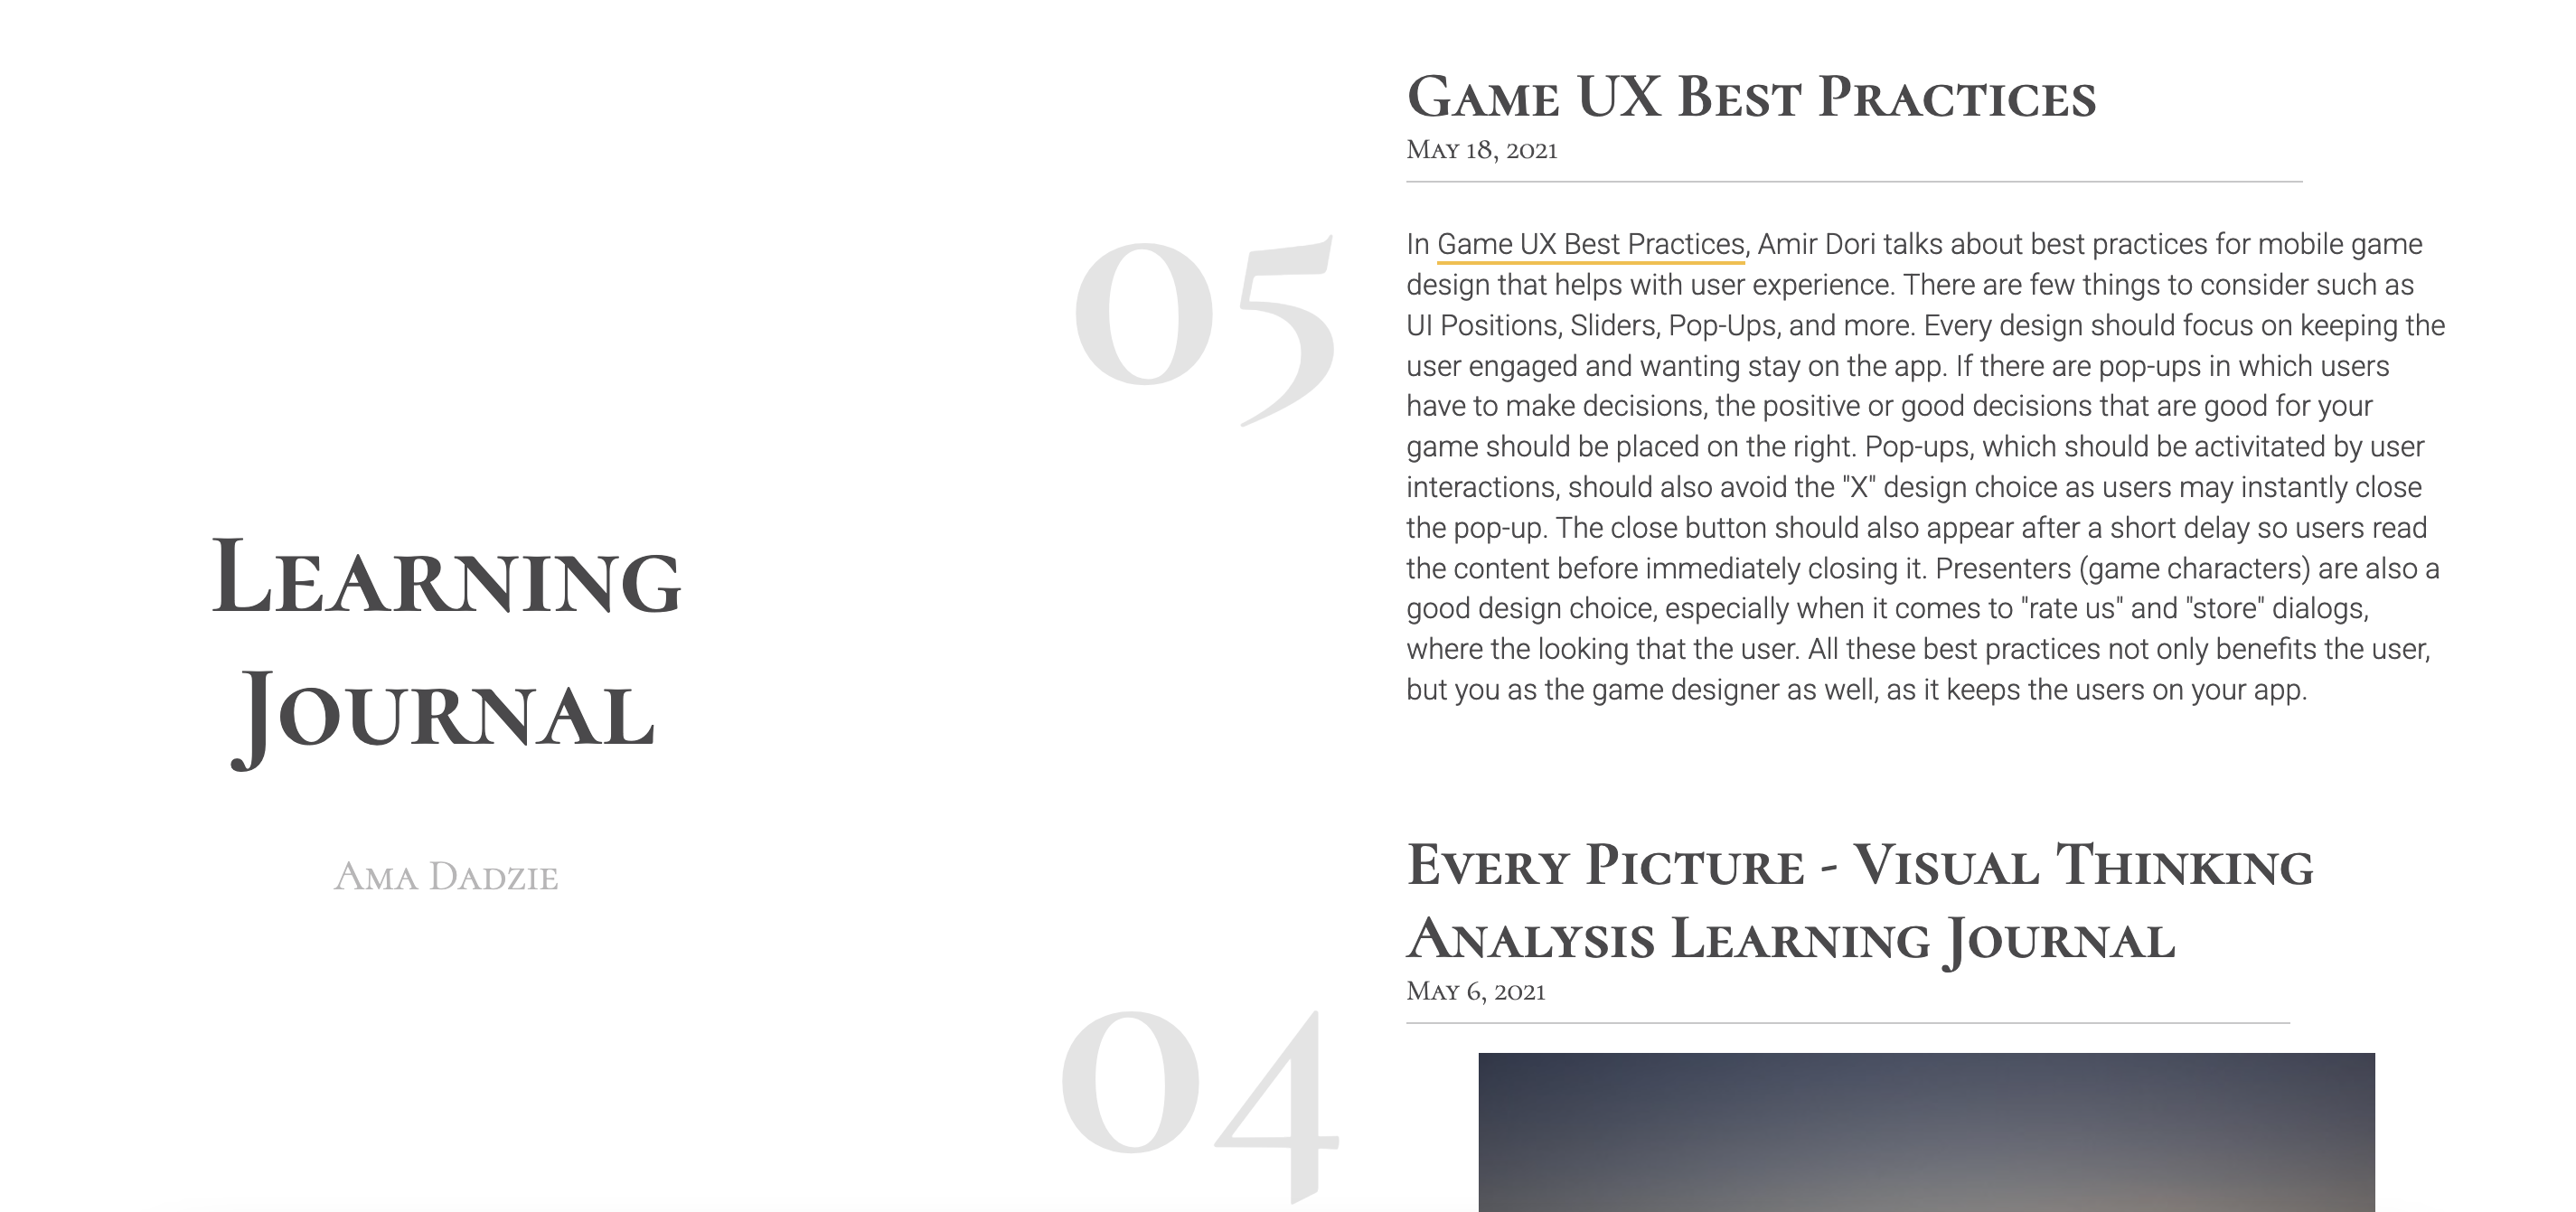 Learning
Journal
Ama Dadzie
05
Game UX Best Practices
May 18, 2021
In Game UX Best Practices, Amir Dori talks about best practices for mobile game
design that helps with user experience. There are few things to consider such as
UI Positions, Sliders, Pop-Ups, and more. Every design should focus on keeping the
user engaged and wanting stay on the app. If there are pop-ups in which users
have to make decisions, the positive or good decisions that are good for your
game should be placed on the right. Pop-ups, which should be activitated by user
interactions, should also avoid the "X" design choice as users may instantly close
the pop-up. The close button should also appear after a short delay so users read
the content before immediately closing it. Presenters (game characters) are also a
good design choice, especially when it comes to "rate us" and "store" dialogs,
where the looking that the user. All these best practices not only benefits the user,
but you as the game designer as well, as it keeps the users on your app.
04
Every Picture - Visual Thinking
Analysis Learning Journal
May 6, 2021